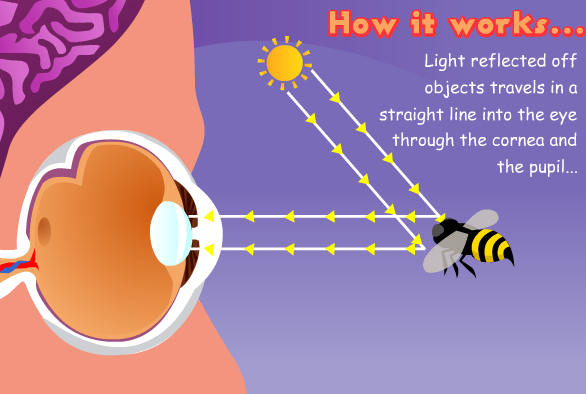 How it works...
Light reflected off
objects travels in a
straight line into the eye
through the cornea and
the pupil...